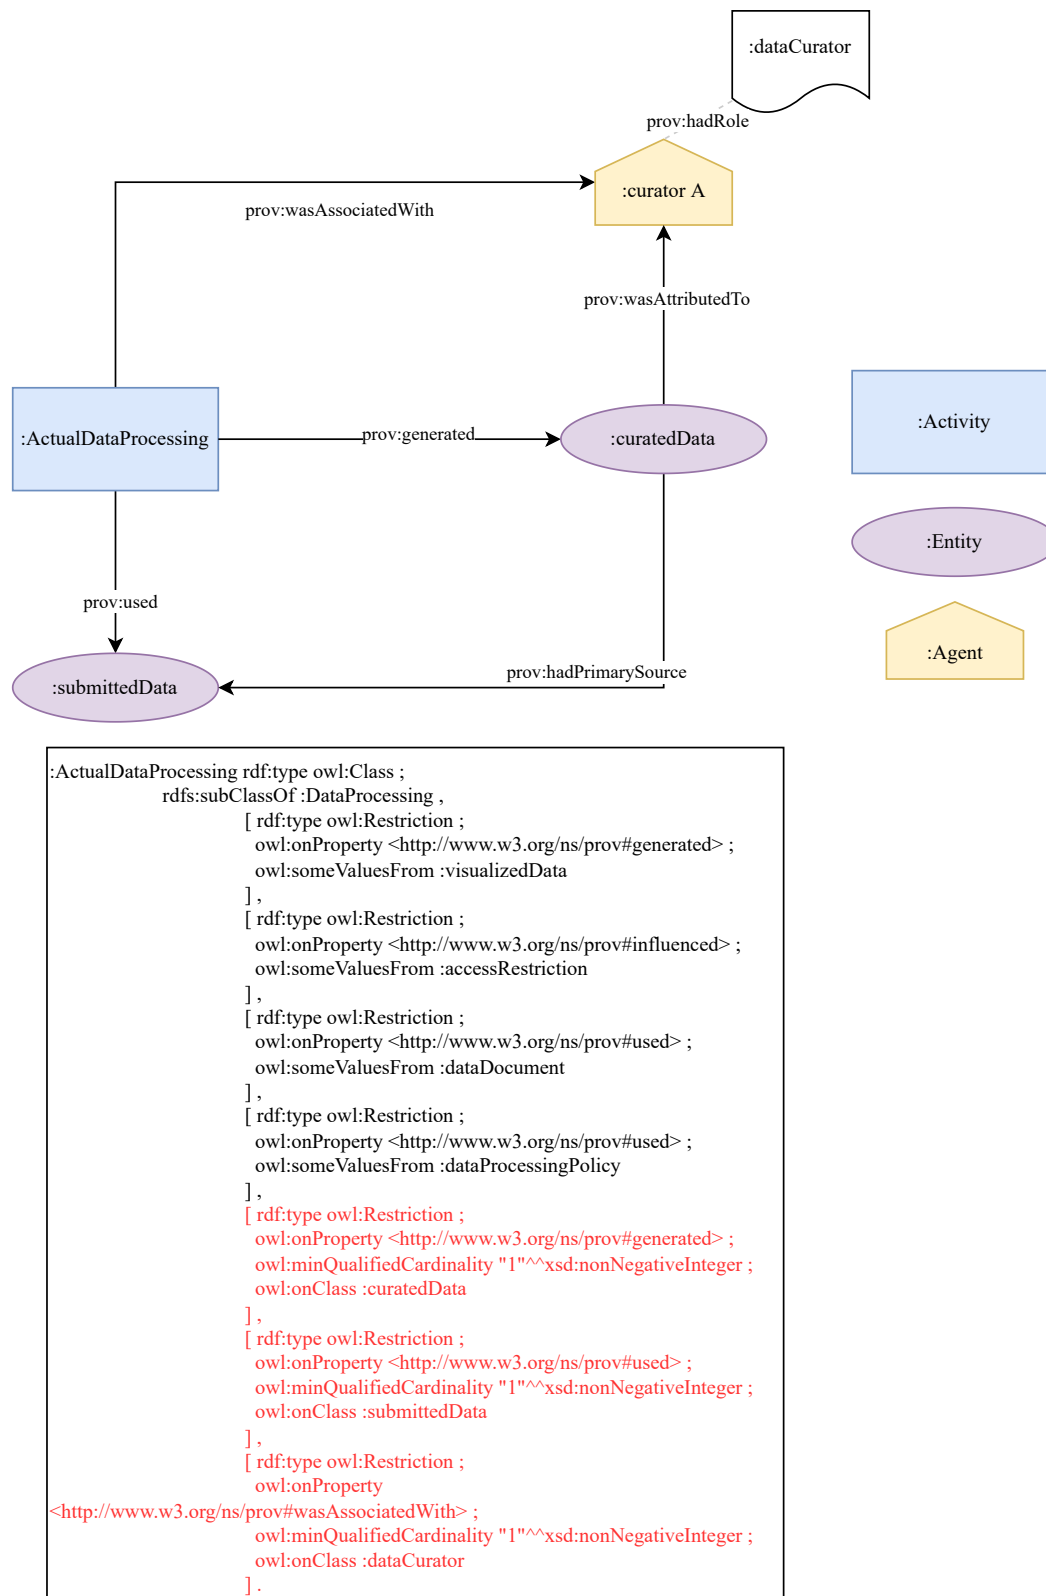 :dataCurator
prov:hadRole
:curator A
prov:wasAssociatedWith
prov:wasAttributedTo
:ActualDataProcessing
prov:generated
:curatedData
:Activity
:Entity
prov:used
:Agent
prov:hadPrimarySource
:submittedData
:ActualDataProcessing rdf:type owl:Class ;
rdfs:subClassOf :DataProcessing ,
[ rdf:type owl:Restriction ;
owl:onProperty <http://www.w3.org/ns/prov#generated> ;
owl:someValuesFrom :visualizedData
] ,
[ rdf:type owl:Restriction ;
owl:onProperty <http://www.w3.org/ns/prov#influenced> ;
owl:someValuesFrom :accessRestriction
] ,
[ rdf:type owl:Restriction ;
owl:onProperty <http://www.w3.org/ns/prov#used> ;
owl:someValuesFrom :dataDocument
] ,
[ rdf:type owl:Restriction ;
owl:onProperty <http://www.w3.org/ns/prov#used> ;
owl:someValuesFrom :dataProcessingPolicy
] ,
[ rdf:type owl:Restriction ;
owl:onProperty <http://www.w3.org/ns/prov#generated> ;
owl:minQualifiedCardinality "1"^^xsd:nonNegativeInteger ;
owl:onClass :curatedData
] ,
[ rdf:type owl:Restriction ;
owl:onProperty <http://www.w3.org/ns/prov#used> ;
owl:minQualifiedCardinality "1"^^xsd:nonNegativeInteger ;
owl:onClass :submittedData
] ,
[ rdf:type owl:Restriction ;
owl:onProperty
<http://www.w3.org/ns/prov#wasAssociatedWith> ;
owl:minQualifiedCardinality "1"^^xsd:nonNegativeInteger ;
owl:onClass :dataCurator
] .